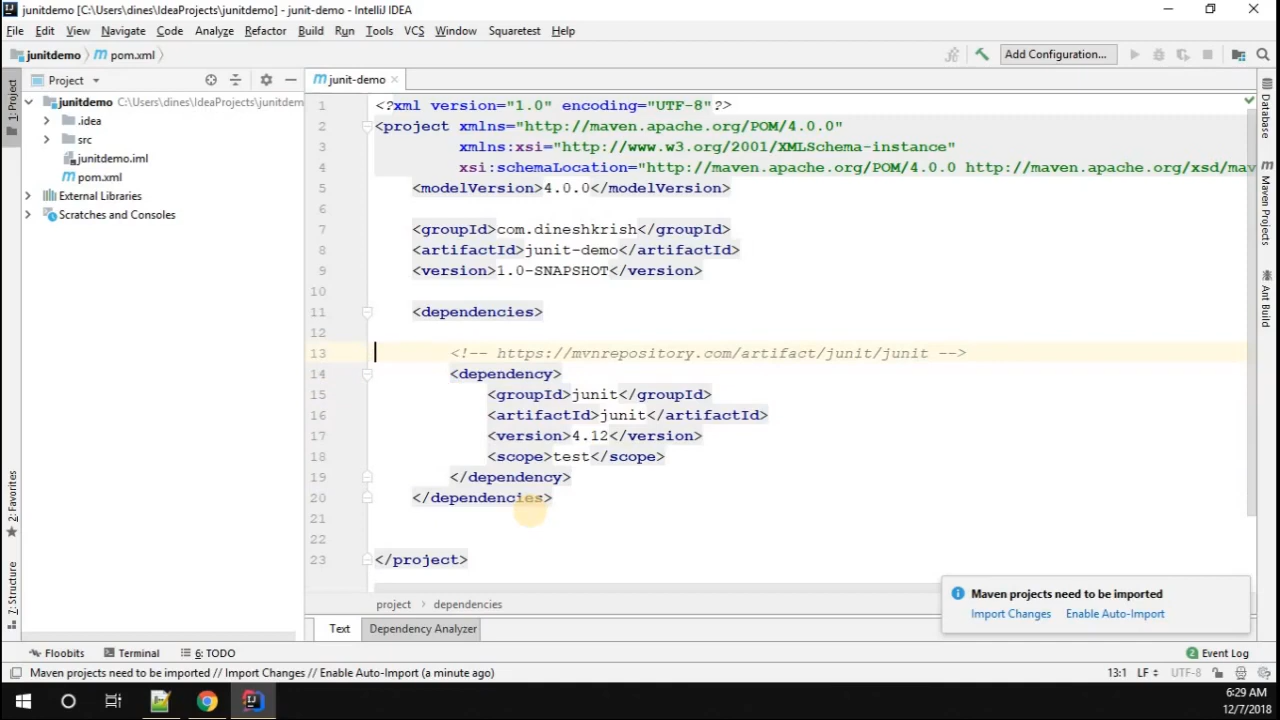 junitdemo [C:\Users\dines\IdeaProjects\junitdemo] - junit-demo - IntelliJ IDEA
File Edit View Navigate Code Analyze Refactor Build Run Tools VCS Window Squaretest Help
junitdemo pom.xml Add Configuration...
Project junit-demo
1: Project
junitdemo C:\Users\dines\IdeaProjects\junitdem
.idea
src
junitdemo.iml
pom.xml
External Libraries
Scratches and Consoles
2: Favorites
7: Structure
1 <?xml version="1.0" encoding="UTF-8"?>
2 <project xmlns="http://maven.apache.org/POM/4.0.0"
3 xmlns:xsi="http://www.w3.org/2001/XMLSchema-instance"
4 xsi:schemaLocation="http://maven.apache.org/POM/4.0.0 http://maven.apache.org/xsd/mav
5 <modelVersion>4.0.0</modelVersion>
6
7 <groupId>com.dineshkrish</groupId>
8 <artifactId>junit-demo</artifactId>
9 <version>1.0-SNAPSHOT</version>
10
11 <dependencies>
12
13 <!-- https://mvnrepository.com/artifact/junit/junit -->
14 <dependency>
15 <groupId>junit</groupId>
16 <artifactId>junit</artifactId>
17 <version>4.12</version>
18 <scope>test</scope>
19 </dependency>
20 </dependencies>
21
22
23 </project>
Database
Maven Projects
Ant Build
Maven projects need to be imported
Import Changes Enable Auto-Import
project dependencies
Text Dependency Analyzer
Floobits Terminal 6: TODO 2 Event Log
Maven projects need to be imported // Import Changes // Enable Auto-Import (a minute ago) 13:1 LF UTF-8
6:29 AM
12/7/2018